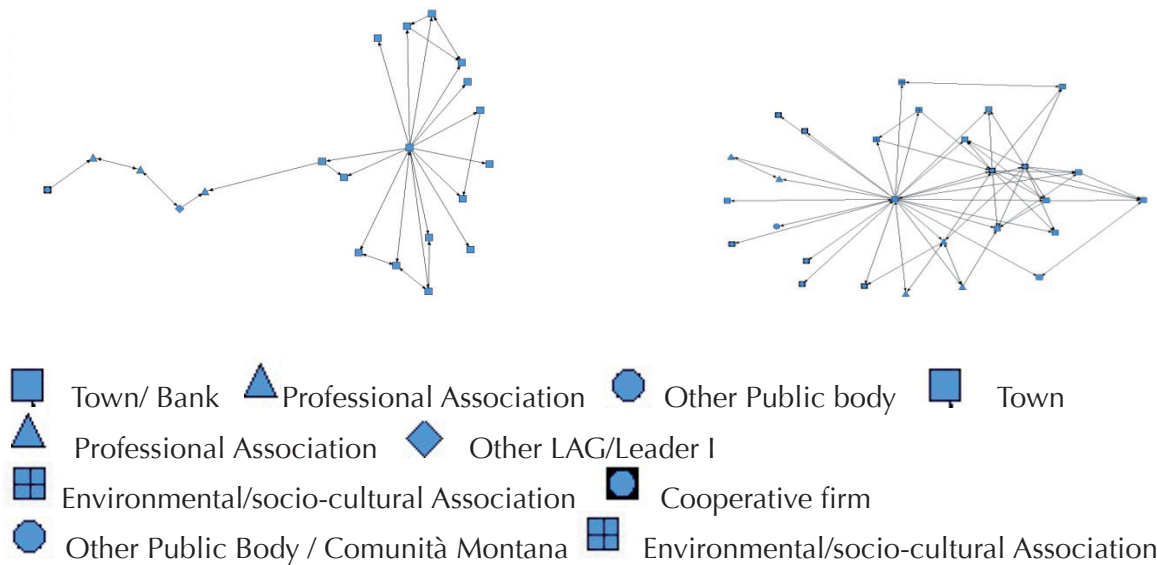 Town/ Bank Professional Association Other Public body Town
Professional Association Other LAG/Leader I
Environmental/socio-cultural Association Cooperative firm
Other Public Body / Comunità Montana Environmental/socio-cultural Association